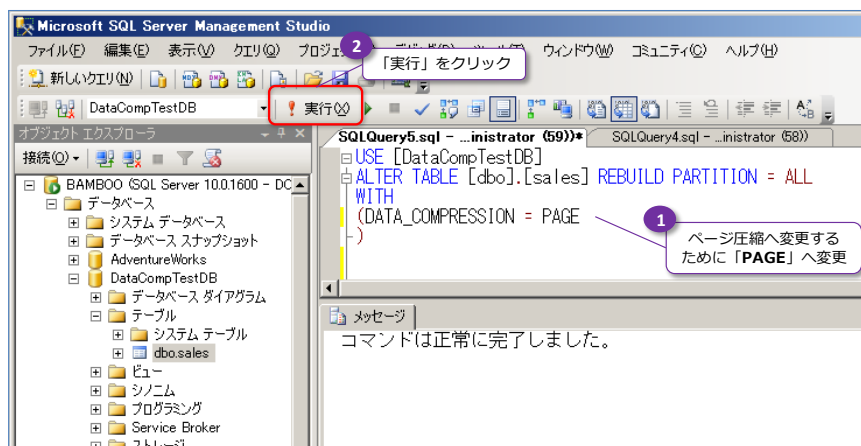 Microsoft SQL Server Management Studio
ファイル(F) 編集(E) 表示(V) クエリ(Q) ウィンドウ(W) コミュニティ(C) ヘルプ(H)
2
「実行」をクリック
新しいクエリ(N)
DataCompTestDB
実行(X)
オブジェクト エクスプローラ
接続(O)
BAMBOO (SQL Server 10.0.1600 - DC
データベース
システム データベース
データベース スナップショット
AdventureWorks
DataCompTestDB
データベース ダイアグラム
テーブル
システム テーブル
dbo.sales
ビュー
シノニム
プログラミング
Service Broker
ストレージ
SQLQuery5.sql - ...inistrator (59))* SQLQuery4.sql - ...inistrator (58))
USE [DataCompTestDB]
ALTER TABLE [dbo].[sales] REBUILD PARTITION = ALL
WITH
(DATA_COMPRESSION = PAGE
)
1
ページ圧縮へ変更する
ために「PAGE」へ変更
メッセージ
コマンドは正常に完了しました。